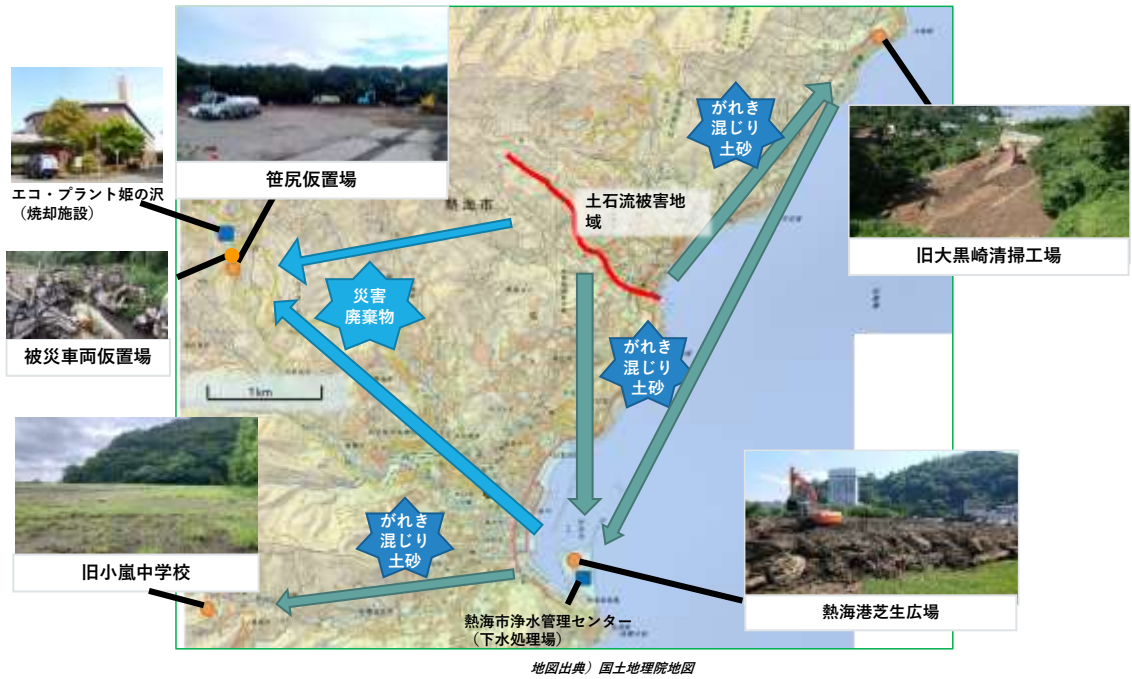 笹尻仮置場
エコ・プラント姫の沢
（焼却施設）
被災車両仮置場
熱海市
土石流被害地
域
がれき
混じり
土砂
旧大黒崎清掃工場
災害
廃棄物
がれき
混じり
土砂
1km
旧小嵐中学校
がれき
混じり
土砂
熱海市浄水管理センター
（下水処理場）
熱海港芝生広場
地図出典）国土地理院地図